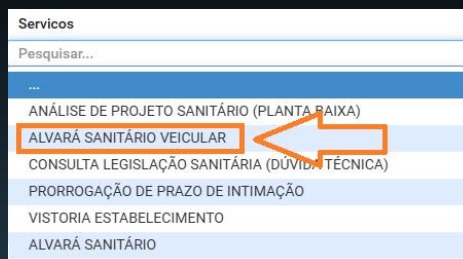 Servicos
Pesquisar...
...
ANÁLISE DE PROJETO SANITÁRIO (PLANTA BAIXA)
ALVARÁ SANITÁRIO VEICULAR
CONSULTA LEGISLAÇÃO SANITÁRIA (DÚVIDA TÉCNICA)
PRORROGAÇÃO DE PRAZO DE INTIMAÇÃO
VISTORIA ESTABELECIMENTO
ALVARÁ SANITÁRIO